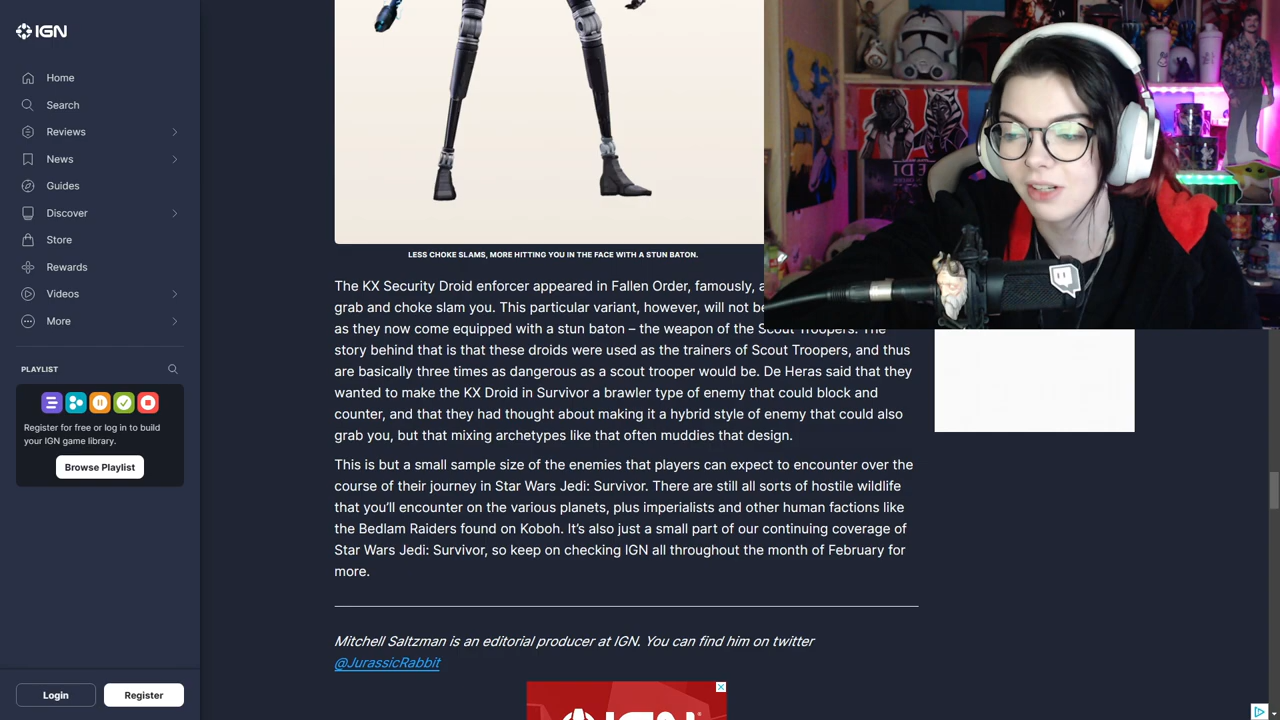 IGN
Home
Search
Reviews
News
Guides
Discover
Store
Rewards
Videos
More
PLAYLIST
Register for free or log in to build
your IGN game library.
Browse Playlist
Login
Register
LESS CHOKE SLAMS, MORE HITTING YOU IN THE FACE WITH A STUN BATON.
The KX Security Droid enforcer appeared in Fallen Order, famously,
grab and choke slam you. This particular variant, however, will not
as they now come equipped with a stun baton – the weapon of the Scout Troopers. The
story behind that is that these droids were used as the trainers of Scout Troopers, and thus
are basically three times as dangerous as a scout trooper would be. De Heras said that they
wanted to make the KX Droid in Survivor a brawler type of enemy that could block and
counter, and that they had thought about making it a hybrid style of enemy that could also
grab you, but that mixing archetypes like that often muddies that design.
This is but a small sample size of the enemies that players can expect to encounter over the
course of their journey in Star Wars Jedi: Survivor. There are still all sorts of hostile wildlife
that you’ll encounter on the various planets, plus imperialists and other human factions like
the Bedlam Raiders found on Koboh. It’s also just a small part of our continuing coverage of
Star Wars Jedi: Survivor, so keep on checking IGN all throughout the month of February for
more.
Mitchell Saltzman is an editorial producer at IGN. You can find him on twitter
@JurassicRabbit
IGN
JEDI